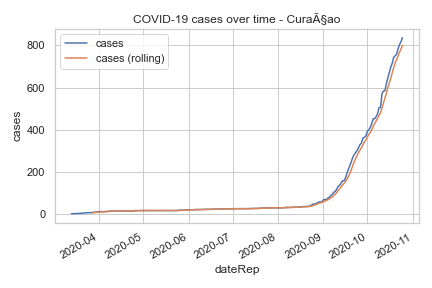 COVID-19 cases over time - CuraÃ§ao
cases
cases (rolling)
800
600
400
200
0
cases
2020-04
2020-05
2020-06
2020-07
2020-08
2020-09
2020-10
2020-11
dateRep